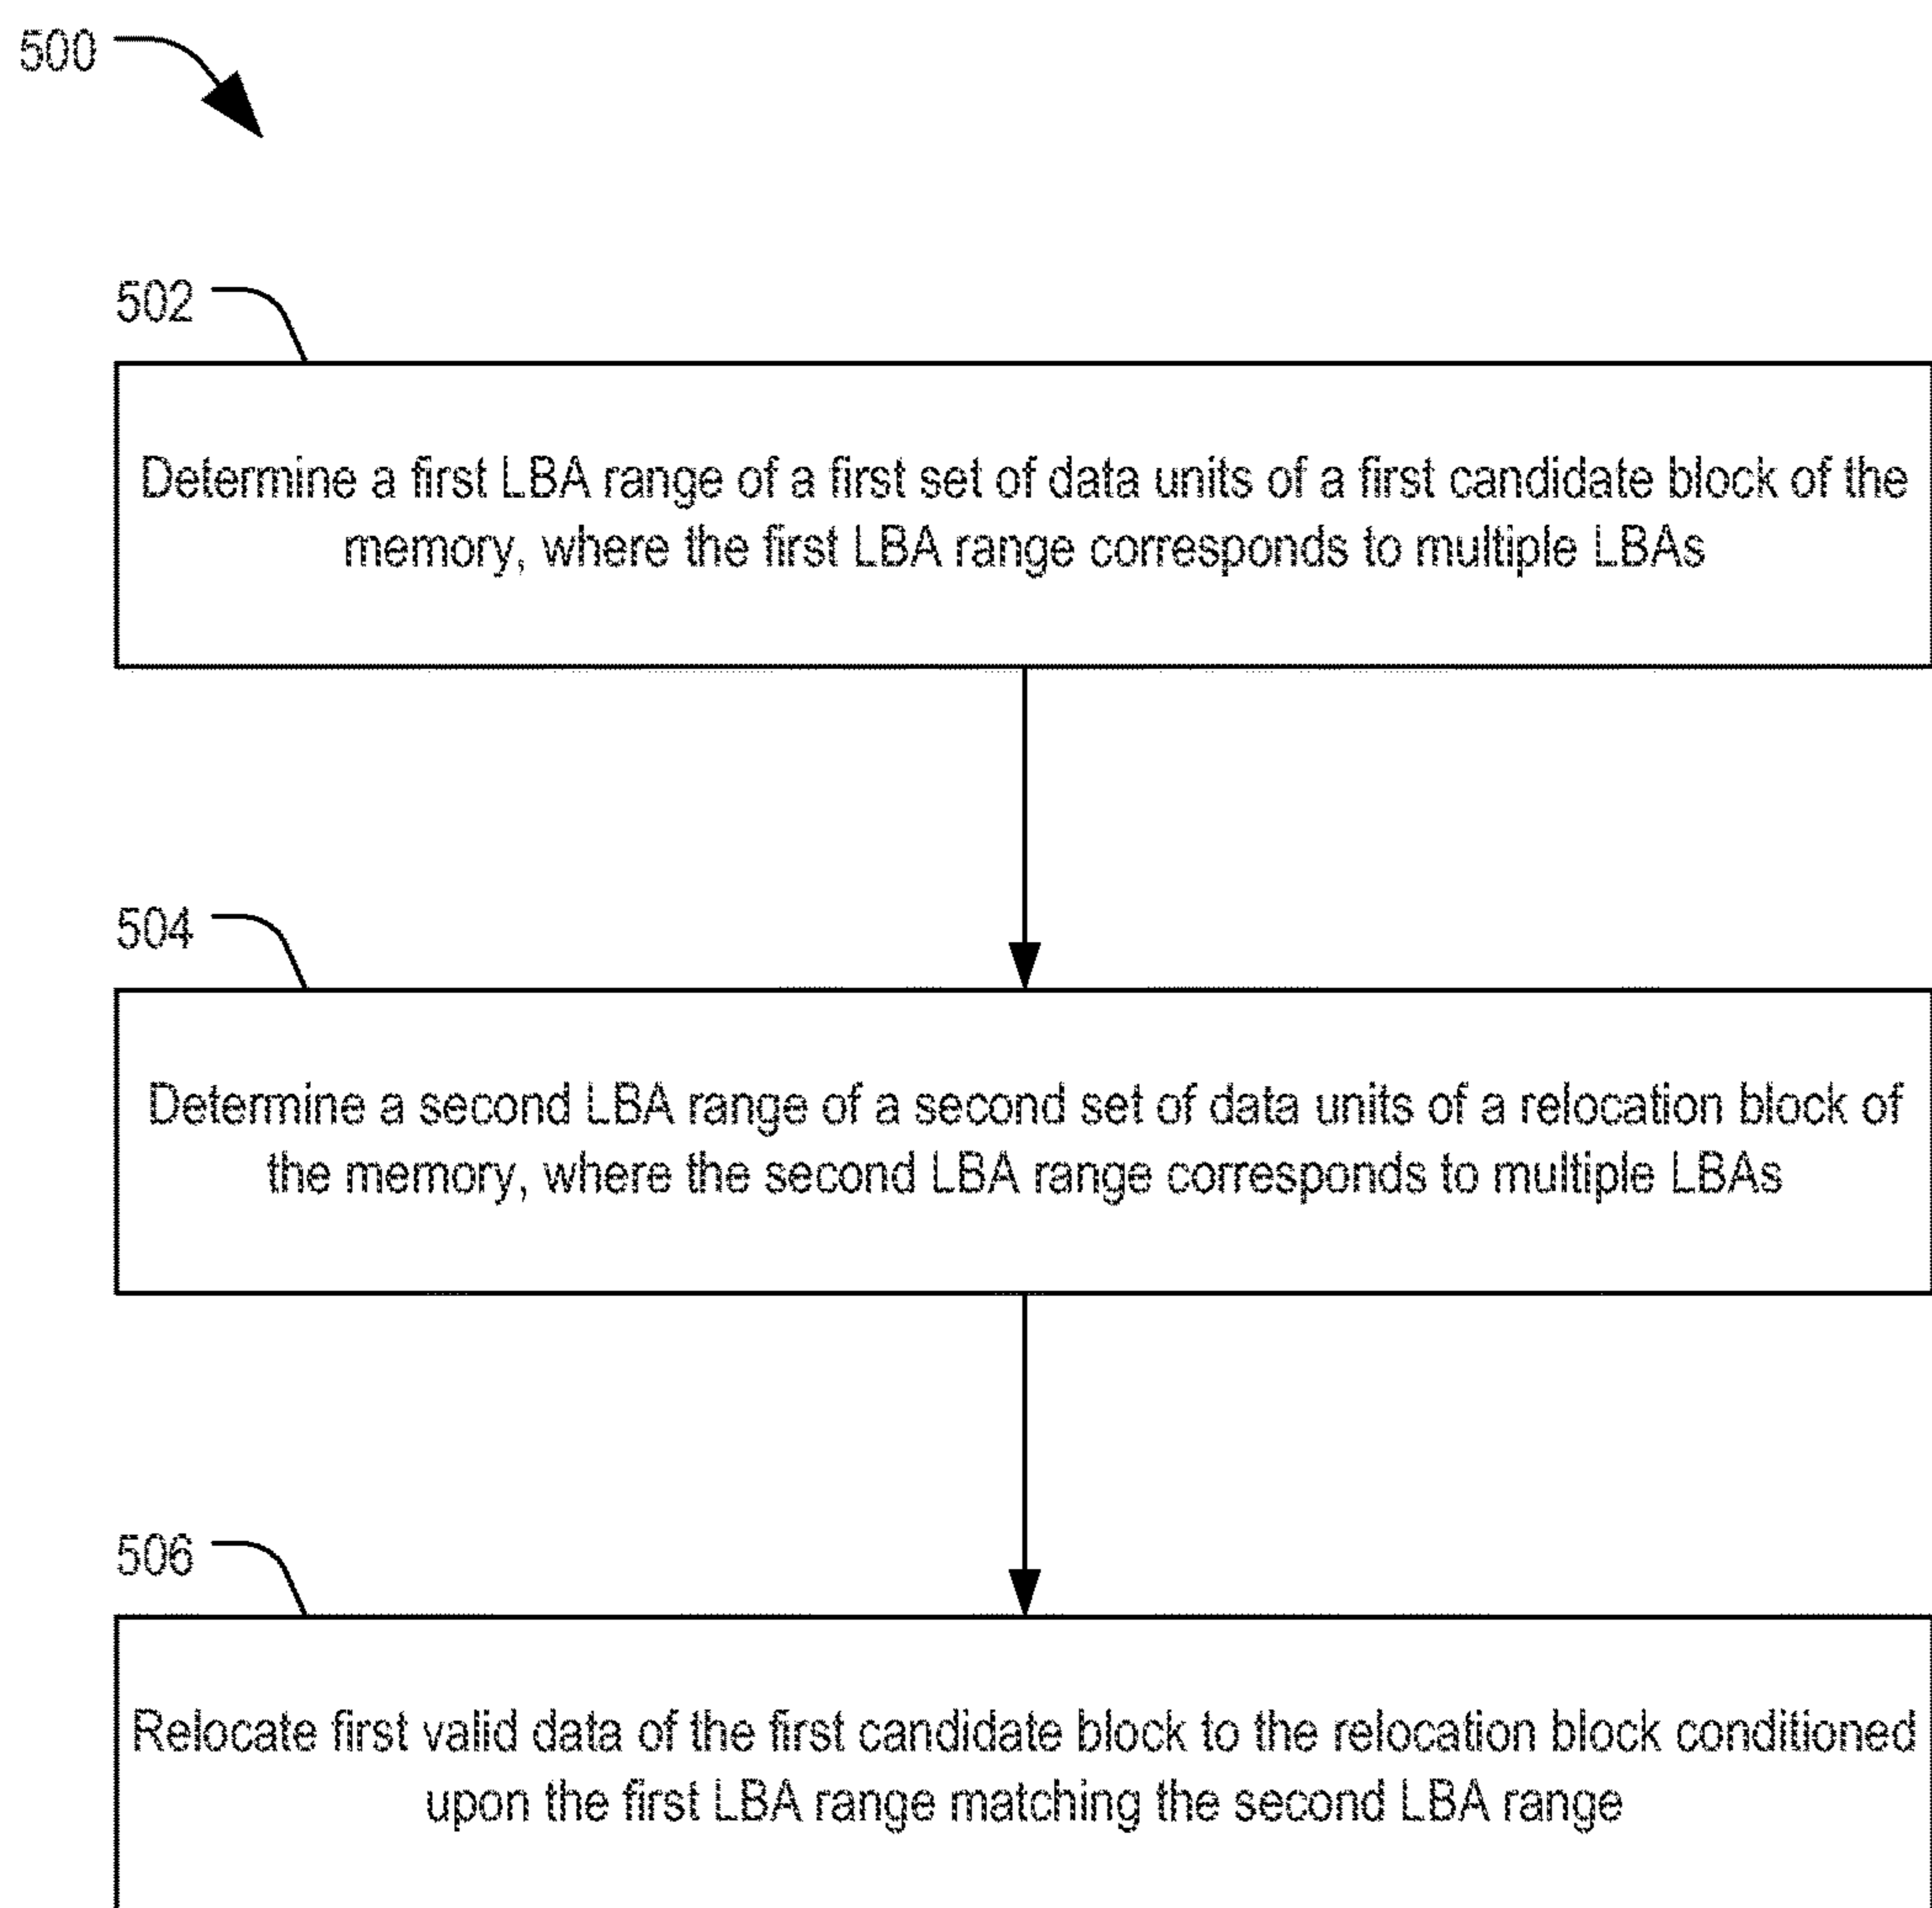 500
502
Determine a first LBA range of a first set of data units of a first candidate block of the
memory, where the first LBA range corresponds to multiple LBAs
504
Determine a second LBA range of a second set of data units of a relocation block of
the memory, where the second LBA range corresponds to multiple LBAs
506
Relocate first valid data of the first candidate block to the relocation block conditioned
upon the first LBA range matching the second LBA range